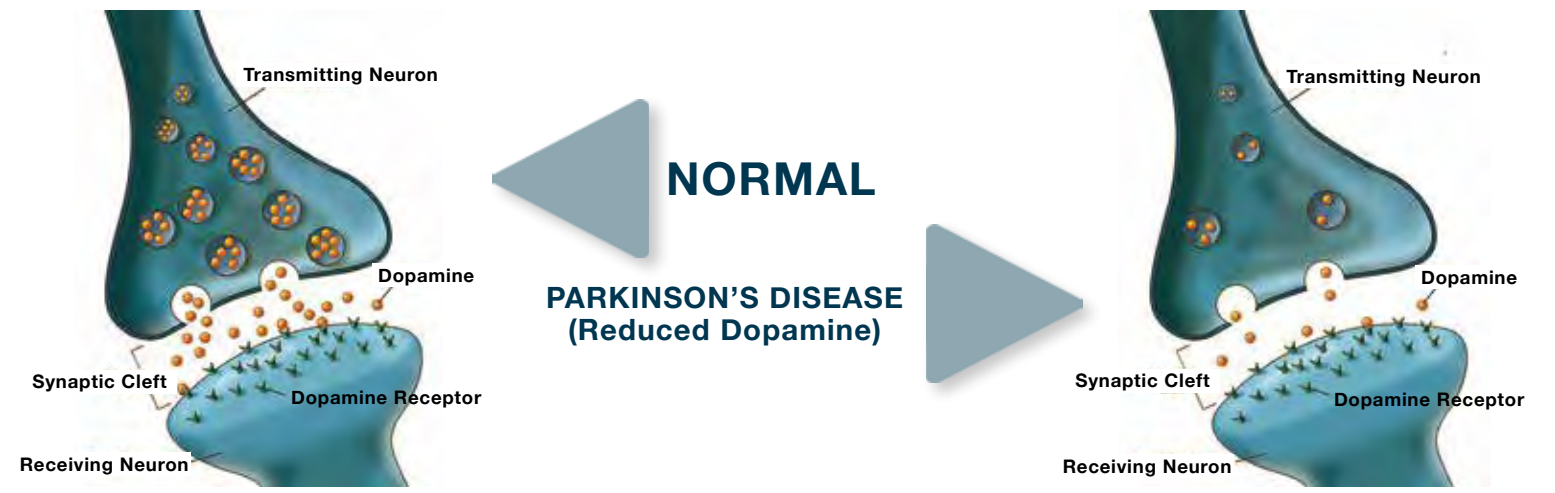 Transmitting Neuron
Dopamine
Synaptic Cleft
Dopamine Receptor
Receiving Neuron
NORMAL
PARKINSON’S DISEASE
(Reduced Dopamine)
Transmitting Neuron
Dopamine
Synaptic Cleft
Dopamine Receptor
Receiving Neuron